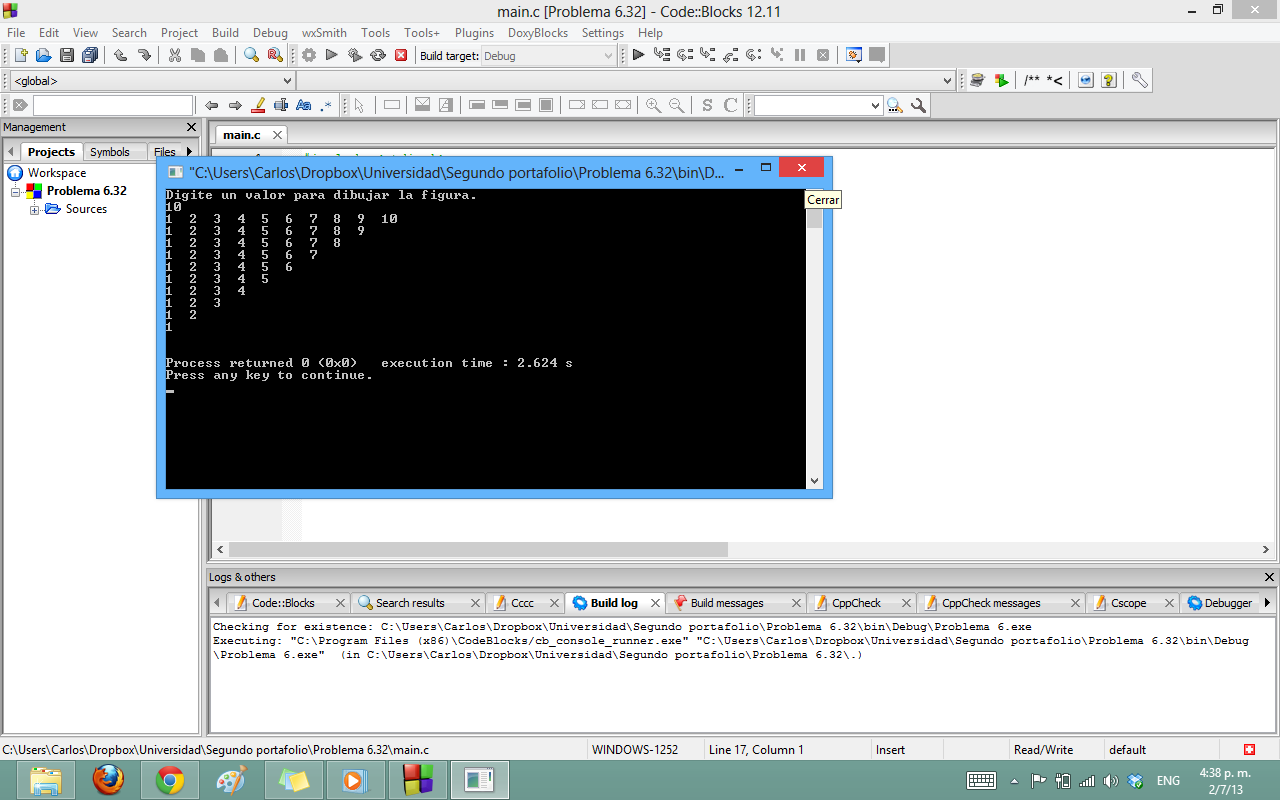 main.c [Problema 6.32] - Code::Blocks 12.11
File Edit View Search Project Build Debug wxSmith Tools Tools+ Plugins DoxyBlocks Settings Help
Build target: Debug
<global>
/** *<
Aa .*
S C
Management
main.c
Projects Symbols Files
Workspace
Problema 6.32
Sources
"C:\Users\Carlos\Dropbox\Universidad\Segundo portafolio\Problema 6.32\bin\D...
Cerrar
Digite un valor para dibujar la figura.
10
1 2 3 4 5 6 7 8 9 10
1 2 3 4 5 6 7 8 9
1 2 3 4 5 6 7 8
1 2 3 4 5 6 7
1 2 3 4 5 6
1 2 3 4 5
1 2 3 4
1 2 3
1 2
1
Process returned 0 (0x0)   execution time : 2.624 s
Press any key to continue.
Logs & others
Code::Blocks Search results Cccc Build log Build messages CppCheck CppCheck messages Cscope Debugger
Checking for existence: C:\Users\Carlos\Dropbox\Universidad\Segundo portafolio\Problema 6.32\bin\Debug\Problema 6.exe
Executing: "C:\Program Files (x86)\CodeBlocks/cb_console_runner.exe" "C:\Users\Carlos\Dropbox\Universidad\Segundo portafolio\Problema 6.32\bin\Debug
\Problema 6.exe"  (in C:\Users\Carlos\Dropbox\Universidad\Segundo portafolio\Problema 6.32\.)
C:\Users\Carlos\Dropbox\Universidad\Segundo portafolio\Problema 6.32\main.c WINDOWS-1252 Line 17, Column 1 Insert Read/Write default
ENG
4:38 p. m.
2/7/13